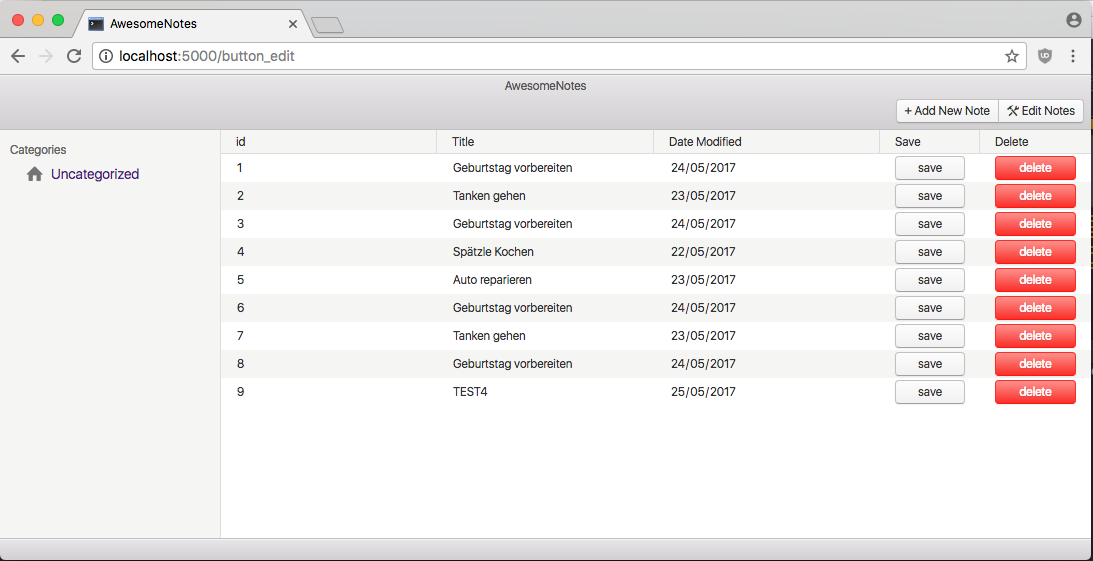 AwesomeNotes
localhost:5000/button_edit
AwesomeNotes
+ Add New Note Edit Notes
Categories
Uncategorized
id Title Date Modified Save Delete
1 Geburtstag vorbereiten 24/05/2017 save delete
2 Tanken gehen 23/05/2017 save delete
3 Geburtstag vorbereiten 24/05/2017 save delete
4 Spätzle Kochen 22/05/2017 save delete
5 Auto reparieren 23/05/2017 save delete
6 Geburtstag vorbereiten 24/05/2017 save delete
7 Tanken gehen 23/05/2017 save delete
8 Geburtstag vorbereiten 24/05/2017 save delete
9 TEST4 25/05/2017 save delete